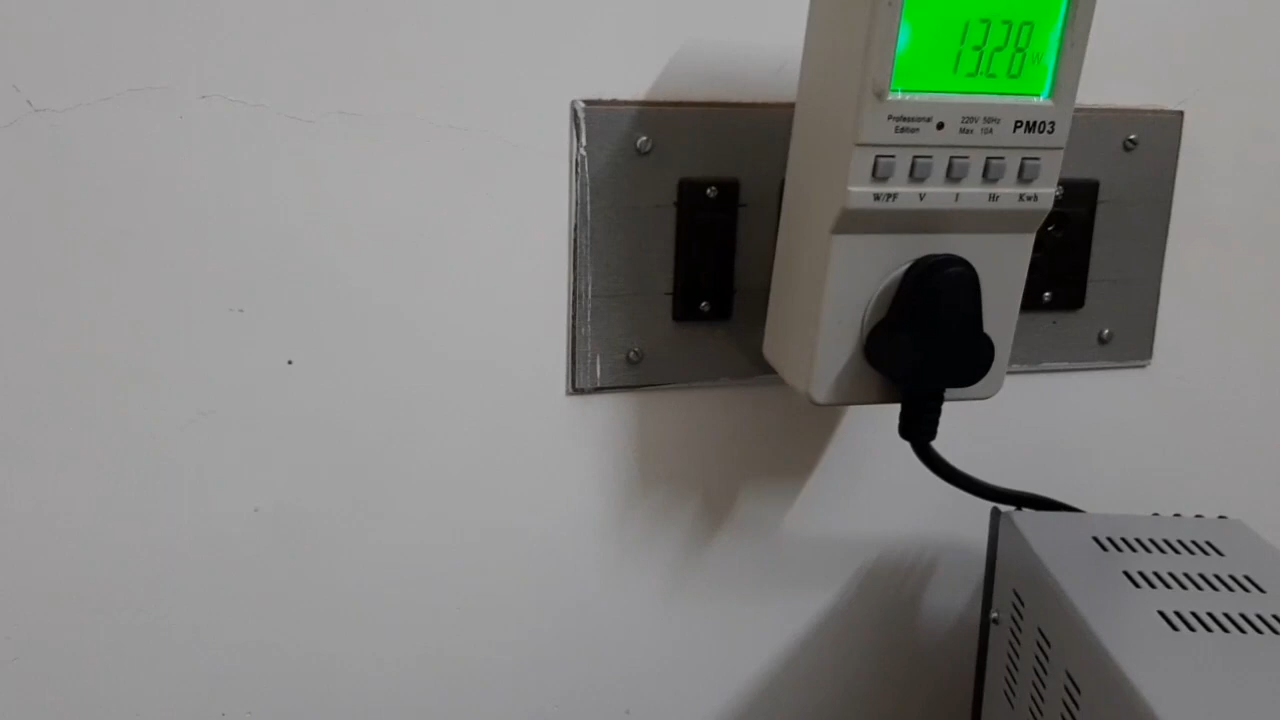 13.28 W
Professional Edition
220V 50Hz
Max. 10A
PM03
W/PF V I Hr Kwh